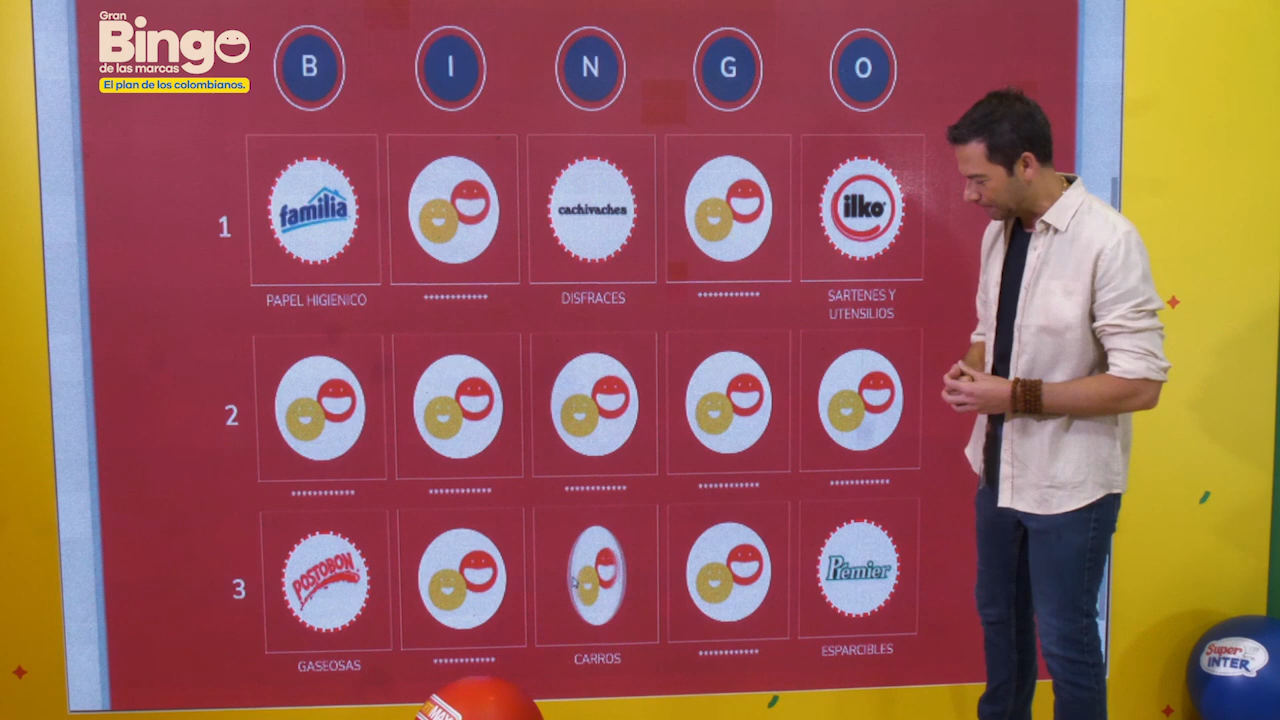 Gran
Bingo
de las marcas
El plan de los colombianos.
B I N G O
1
familia
cachivaches
ilko
PAPEL HIGIENICO
**********
DISFRACES
**********
SARTENES Y
UTENSILIOS
2
**********
**********
**********
**********
**********
3
POSTOBON
Premier
GASEOSAS
**********
CARROS
**********
ESPARCIBLES
Super
INTER